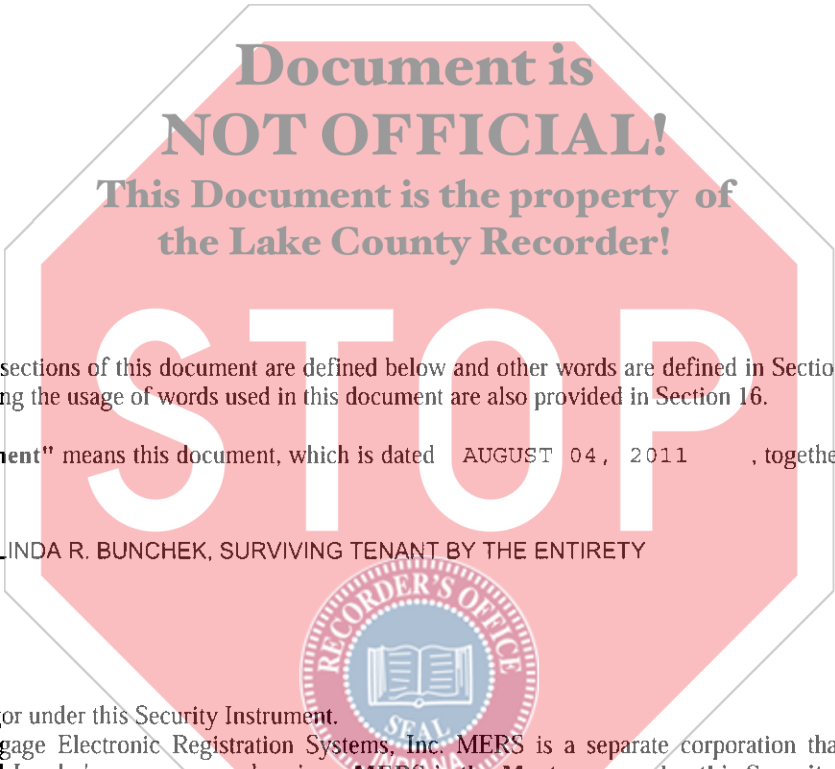 Document is
NOT OFFICIAL!
This Document is the property of
the Lake County Recorder!
STOP
sections of this document are defined below and other words are defined in Sectio
ng the usage of words used in this document are also provided in Section 16.
ent" means this document, which is dated AUGUST 04, 2011 , togethe
LINDA R. BUNCHEK, SURVIVING TENANT BY THE ENTIRETY
RECORDER'S OFFICE
SEAL
INDIANA
or under this Security Instrument.
gage Electronic Registration Systems, Inc. MERS is a separate corporation tha